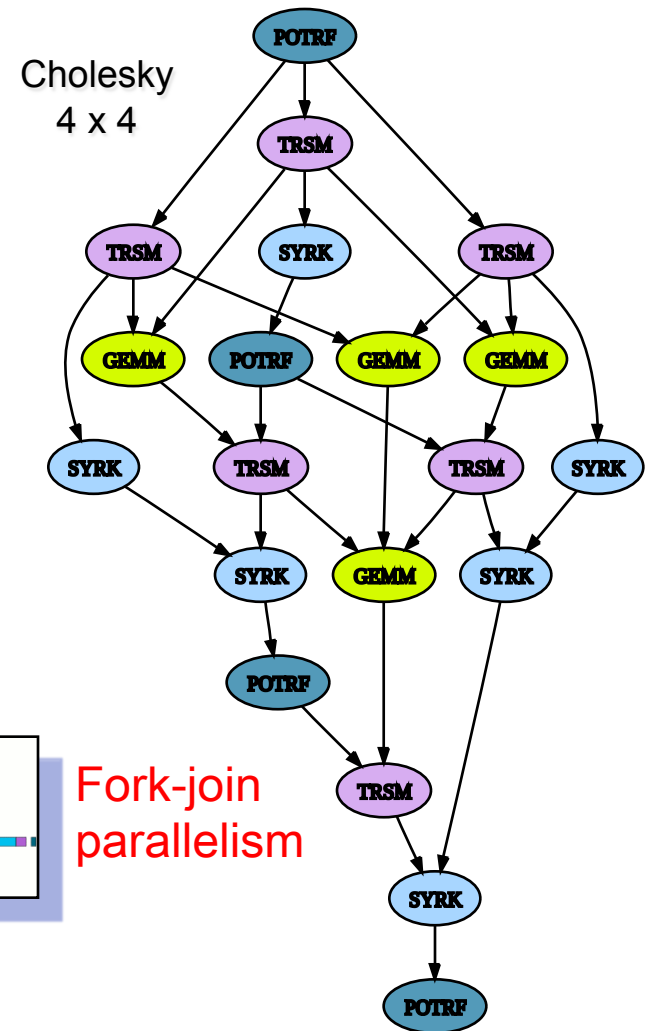 POTRF
Cholesky
4 x 4
TRSM
TRSM SYRK TRSM
GEMM POTRF GEMM GEMM
SYRK TRSM TRSM SYRK
SYRK GEMM SYRK
POTRF
Fork-join
parallelism
TRSM
SYRK
POTRF